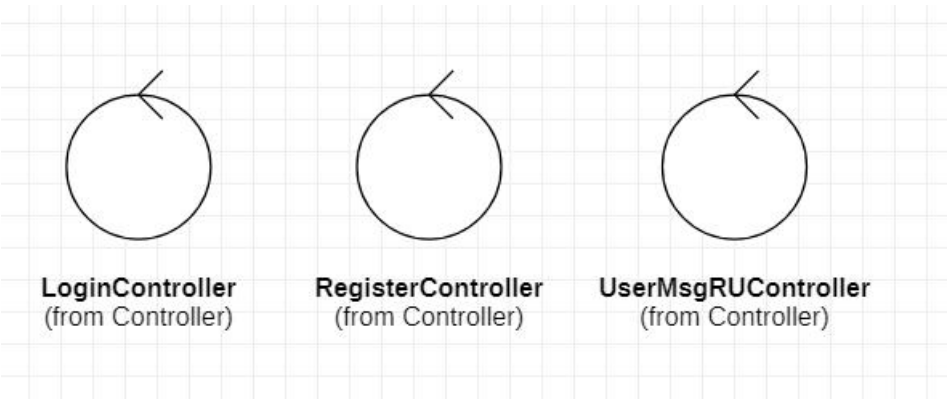 LoginController
(from Controller)
RegisterController
(from Controller)
UserMsgRUController
(from Controller)